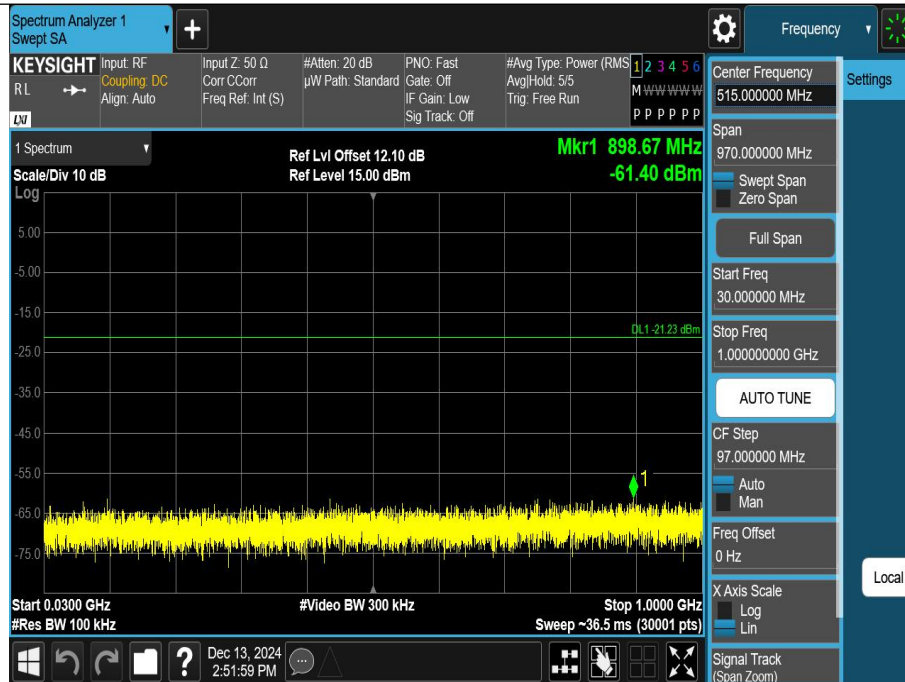 Spectrum Analyzer 1
Swept SA
+
Frequency
KEYSIGHT
R L
LXI
Input: RF
Coupling: DC
Align: Auto
Input Z: 50 Ω
Corr CCorr
Freq Ref: Int (S)
#Atten: 20 dB
µW Path: Standard
PNO: Fast
Gate: Off
IF Gain: Low
Sig Track: Off
#Avg Type: Power (RMS
Avg|Hold: 5/5
Trig: Free Run
1 2 3 4 5 6
M W W W W W
P P P P P P
Center Frequency
515.000000 MHz
Settings
Span
970.000000 MHz
Swept Span
Zero Span
Full Span
Start Freq
30.000000 MHz
Stop Freq
1.000000000 GHz
AUTO TUNE
CF Step
97.000000 MHz
Auto
Man
Freq Offset
0 Hz
X Axis Scale
Log
Lin
Signal Track
(Span Zoom)
Local
1 Spectrum
Scale/Div 10 dB
Ref Lvl Offset 12.10 dB
Ref Level 15.00 dBm
Mkr1 898.67 MHz
-61.40 dBm
Log
5.00
-5.00
-15.0
DL1 -21.23 dBm
-25.0
-35.0
-45.0
-55.0
1
-65.0
-75.0
Start 0.0300 GHz
#Video BW 300 kHz
Stop 1.0000 GHz
#Res BW 100 kHz
Sweep ~36.5 ms (30001 pts)
?
Dec 13, 2024
2:51:59 PM